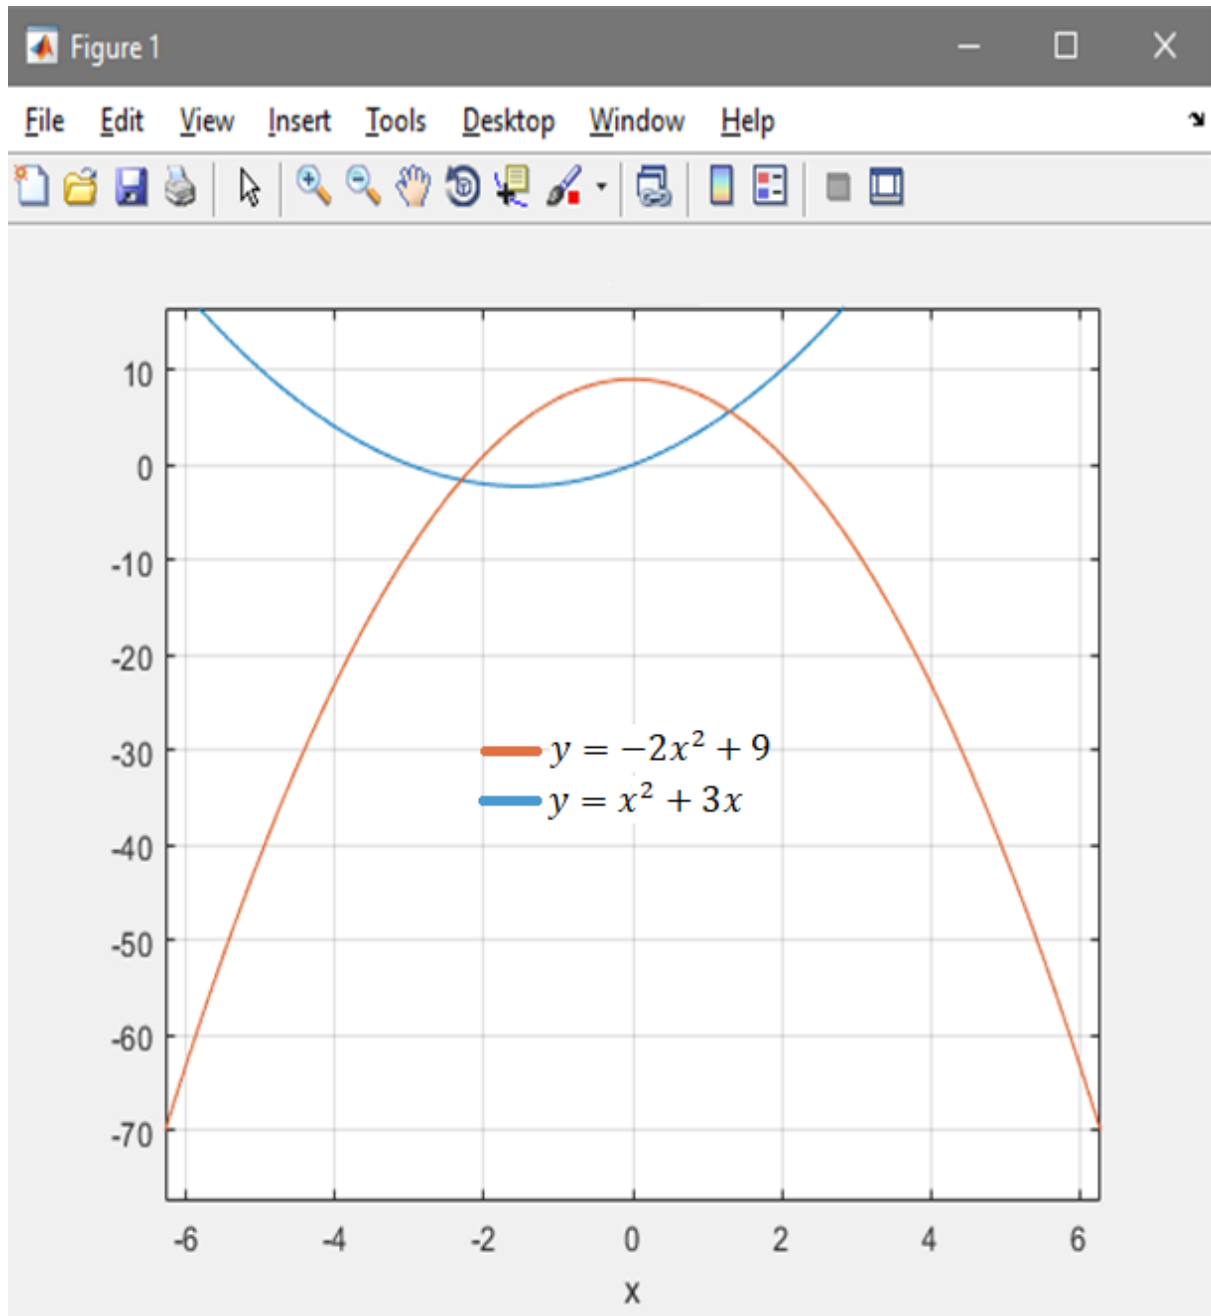 Figure 1
File Edit View Insert Tools Desktop Window Help
10
0
-10
-20
-30
-40
-50
-60
-70
y = −2x² + 9
y = x² + 3x
-6 -4 -2 0 2 4 6
x